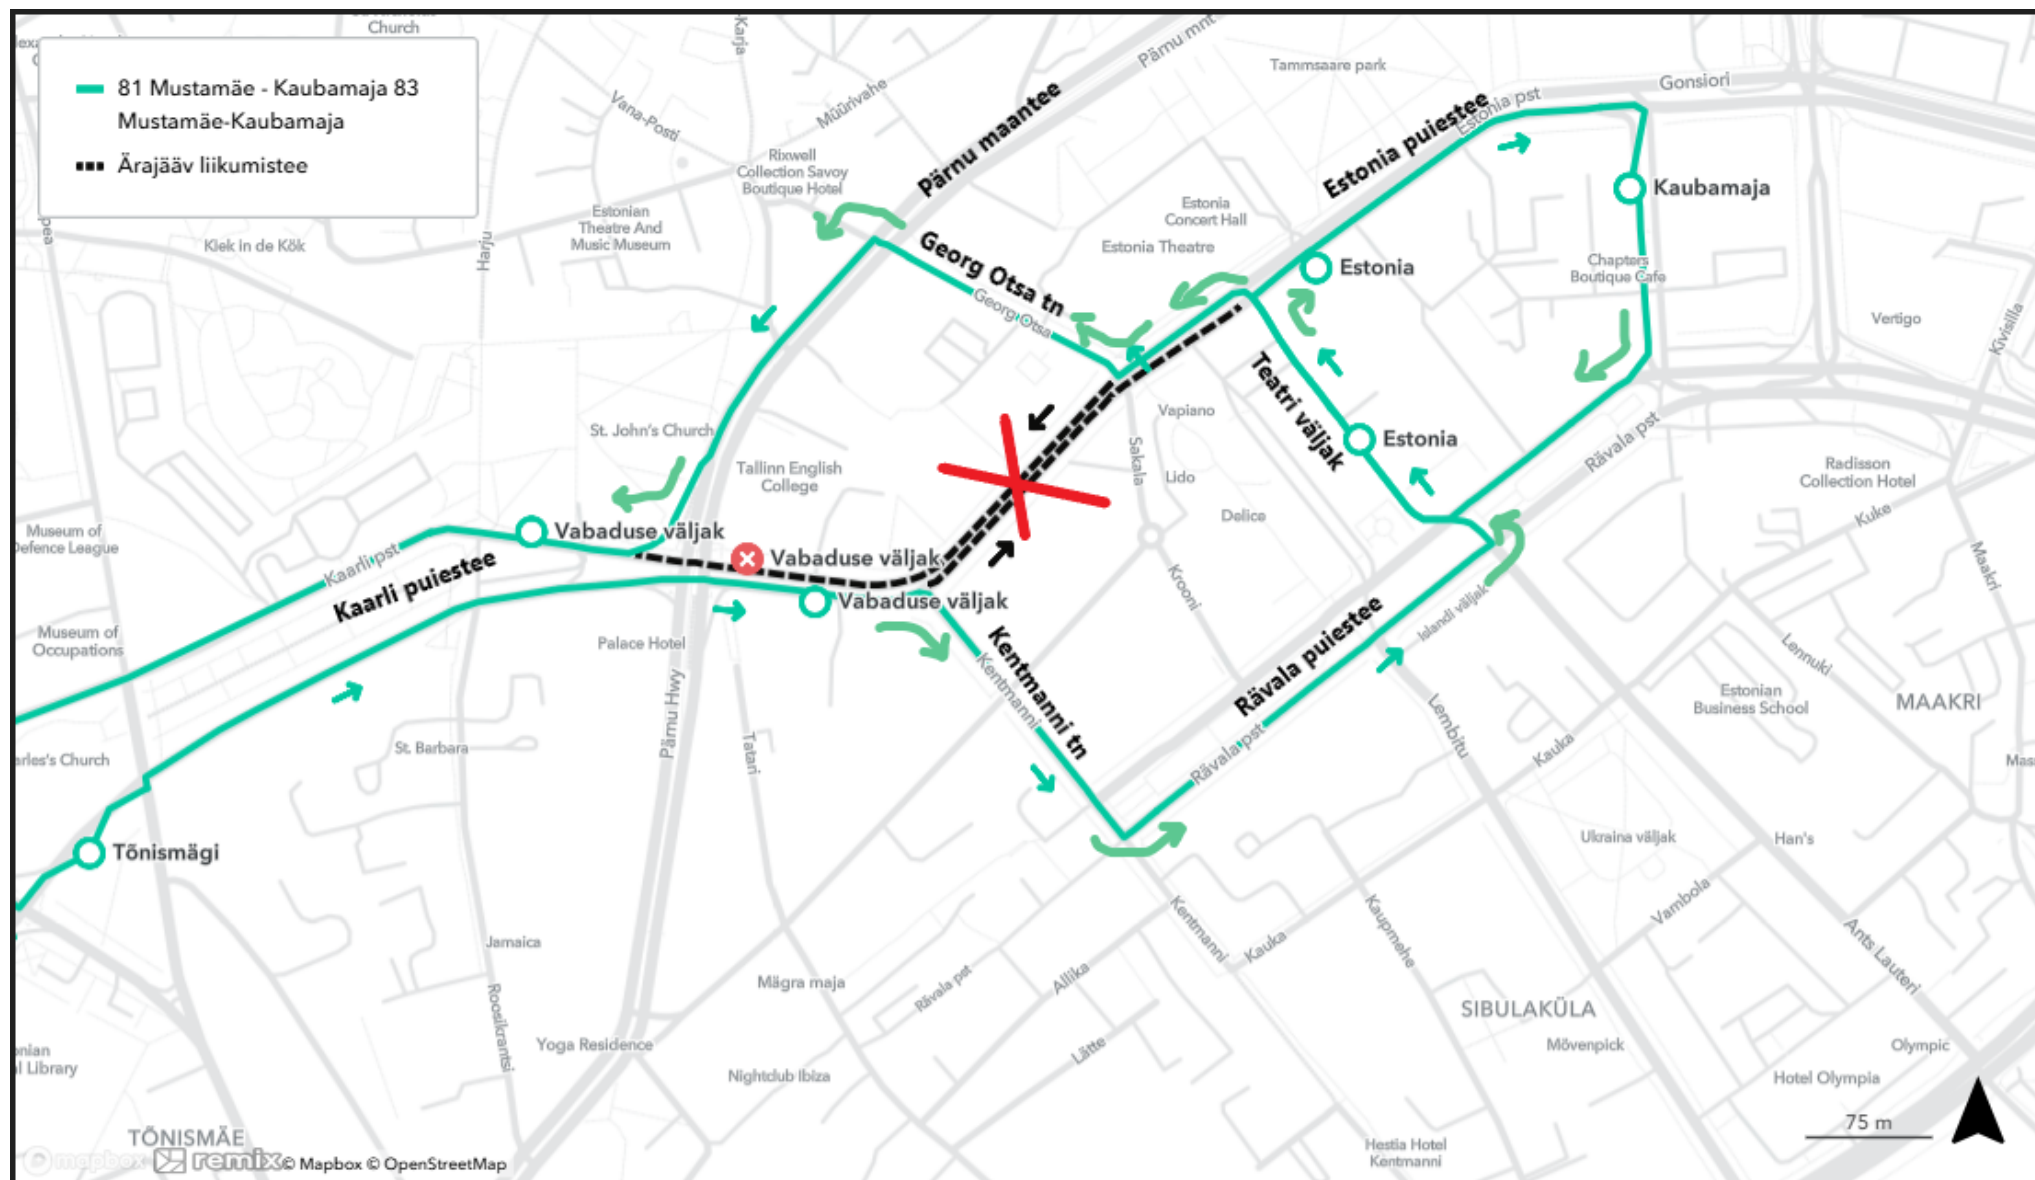 81 Mustamäe - Kaubamaja 83
Mustamäe-Kaubamaja
Ärajääv liikumistee
Church
Karja
Vana-Posti
Müürivahe
Pärnu mnt
Tammsaare park
Gonsiori
Estonia pst
Estonia puiestee
Pärnu maantee
Rixwell
Collection Savoy
Boutique Hotel
Kaubamaja
Estonian
Theatre And
Music Museum
Estonia
Concert Hall
Estonia Theatre
Kiek in de Kök
Harju
Georg Otsa tn
Georg Otsa
Estonia
Chapters
Boutique Cafe
Vertigo
Kivisilla
Teatri väljak
Vapiano
St. John's Church
Estonia
Rävala pst
Sakala
Tallinn English
College
Lido
Radisson
Collection Hotel
Delice
Kuke
Museum of
Defence League
Vabaduse väljak
Kaarli pst
Kaarli puiestee
Vabaduse väljak
Vabaduse väljak
Krooni
Maakri
Islandi väljak
Rävala puiestee
Museum of
Occupations
Palace Hotel
Kentmanni tn
Kentmanni
Lennuki
Estonian
Business School
MAAKRI
Pärnu Hwy
Tatari
St. Barbara
Rävala pst
Lembitu
Kauka
Tõnismägi
Ukraina väljak
Han's
Vambola
Kentmanni
Kauka
Kaupmehe
Ants Lauteri
Jamaica
Mägra maja
Rävala pst
Allika
Roosikrantsi
SIBULAKÜLA
Yoga Residence
Lätte
Mövenpick
Olympic
Nightclub Ibiza
Hotel Olympia
75 m
TÕNISMÄE
Hestia Hotel
Kentmanni
mapbox remix © Mapbox © OpenStreetMap